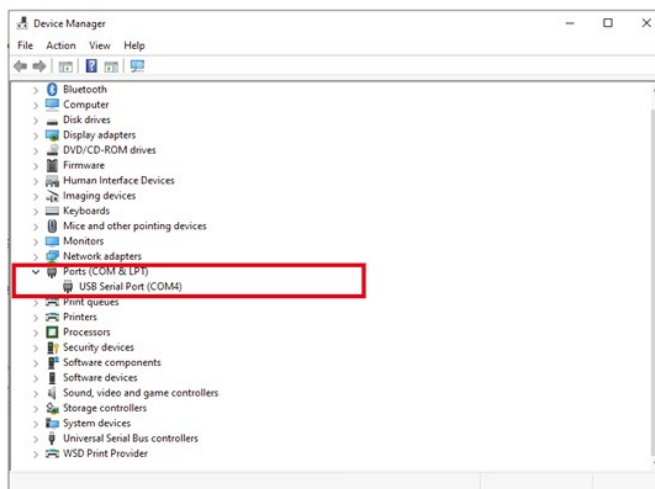 Device Manager
File Action View Help
Bluetooth
Computer
Disk drives
Display adapters
DVD/CD-ROM drives
Firmware
Human Interface Devices
Imaging devices
Keyboards
Mice and other pointing devices
Monitors
Network adapters
Ports (COM & LPT)
USB Serial Port (COM4)
Print queues
Printers
Processors
Security devices
Software components
Software devices
Sound, video and game controllers
Storage controllers
System devices
Universal Serial Bus controllers
WSD Print Provider